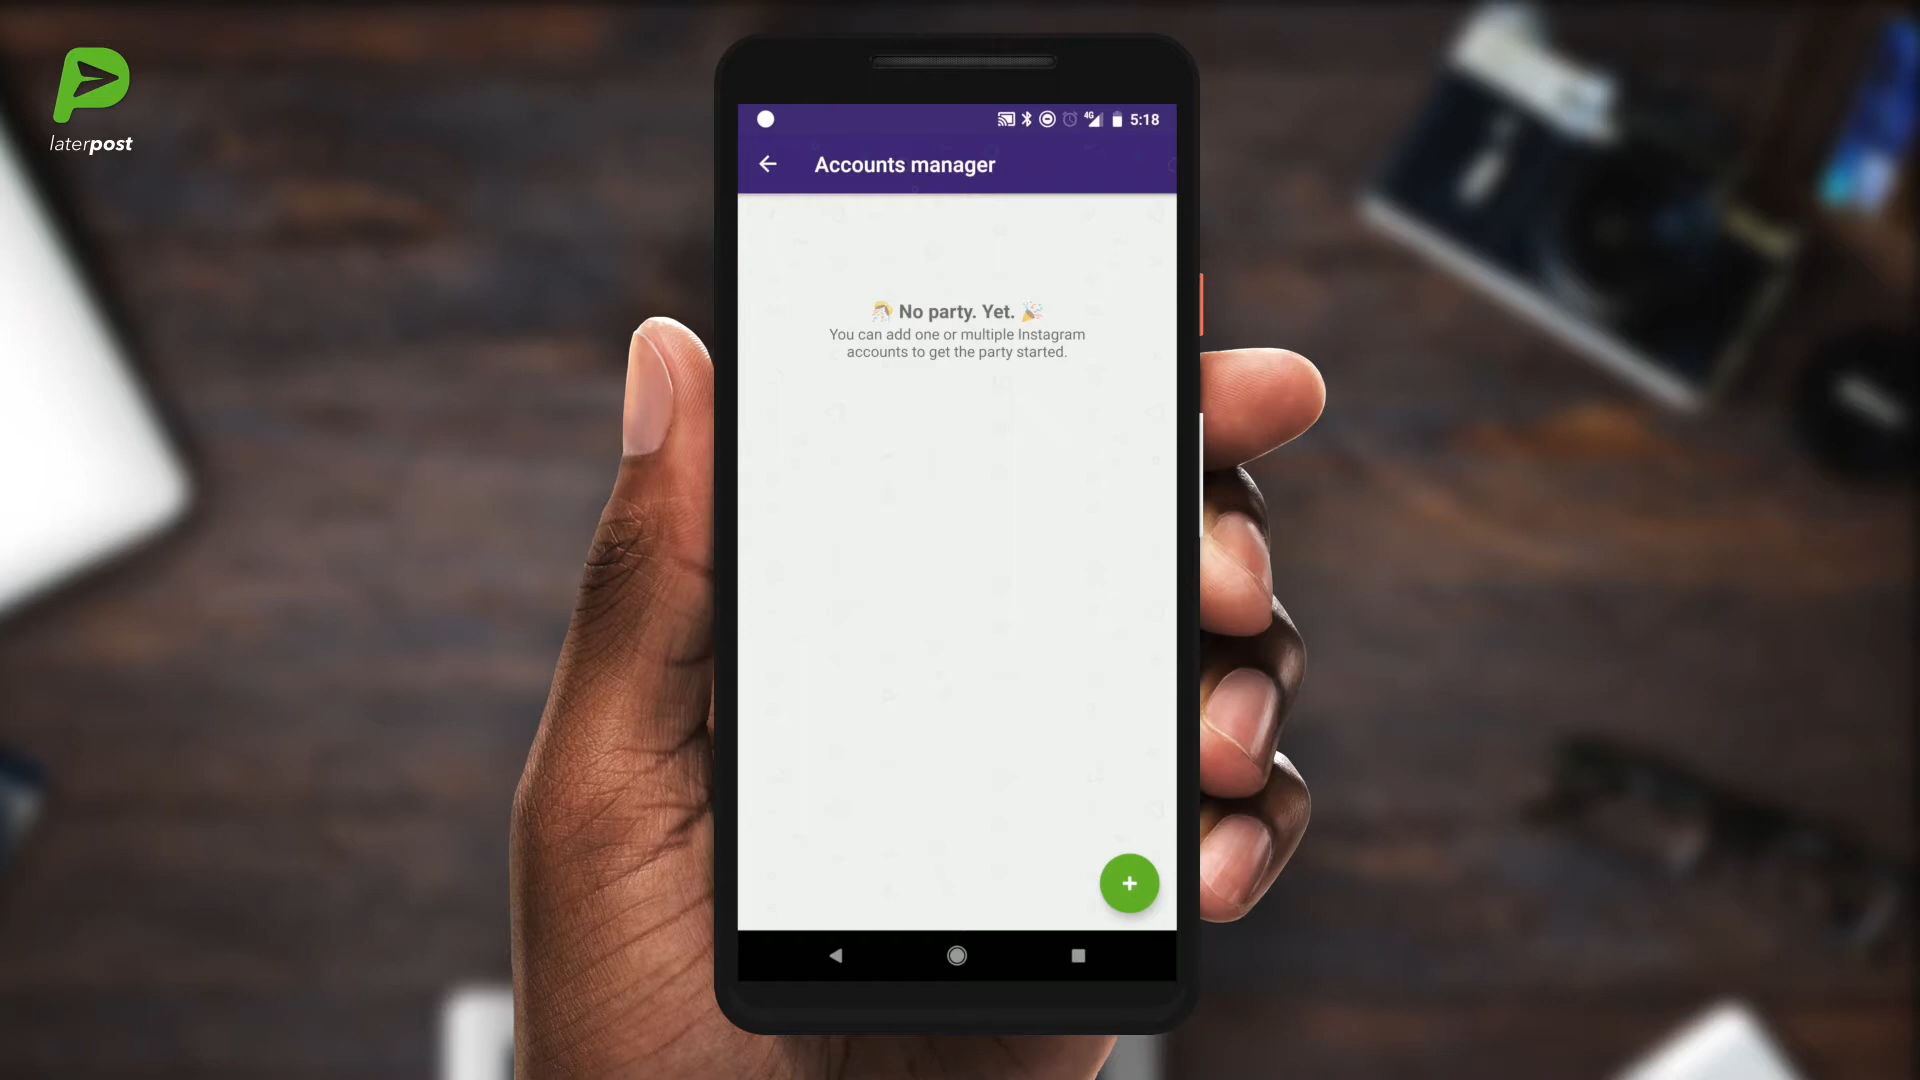 laterpost
4G
5:18
Accounts manager
No party. Yet.
You can add one or multiple Instagram
accounts to get the party started.